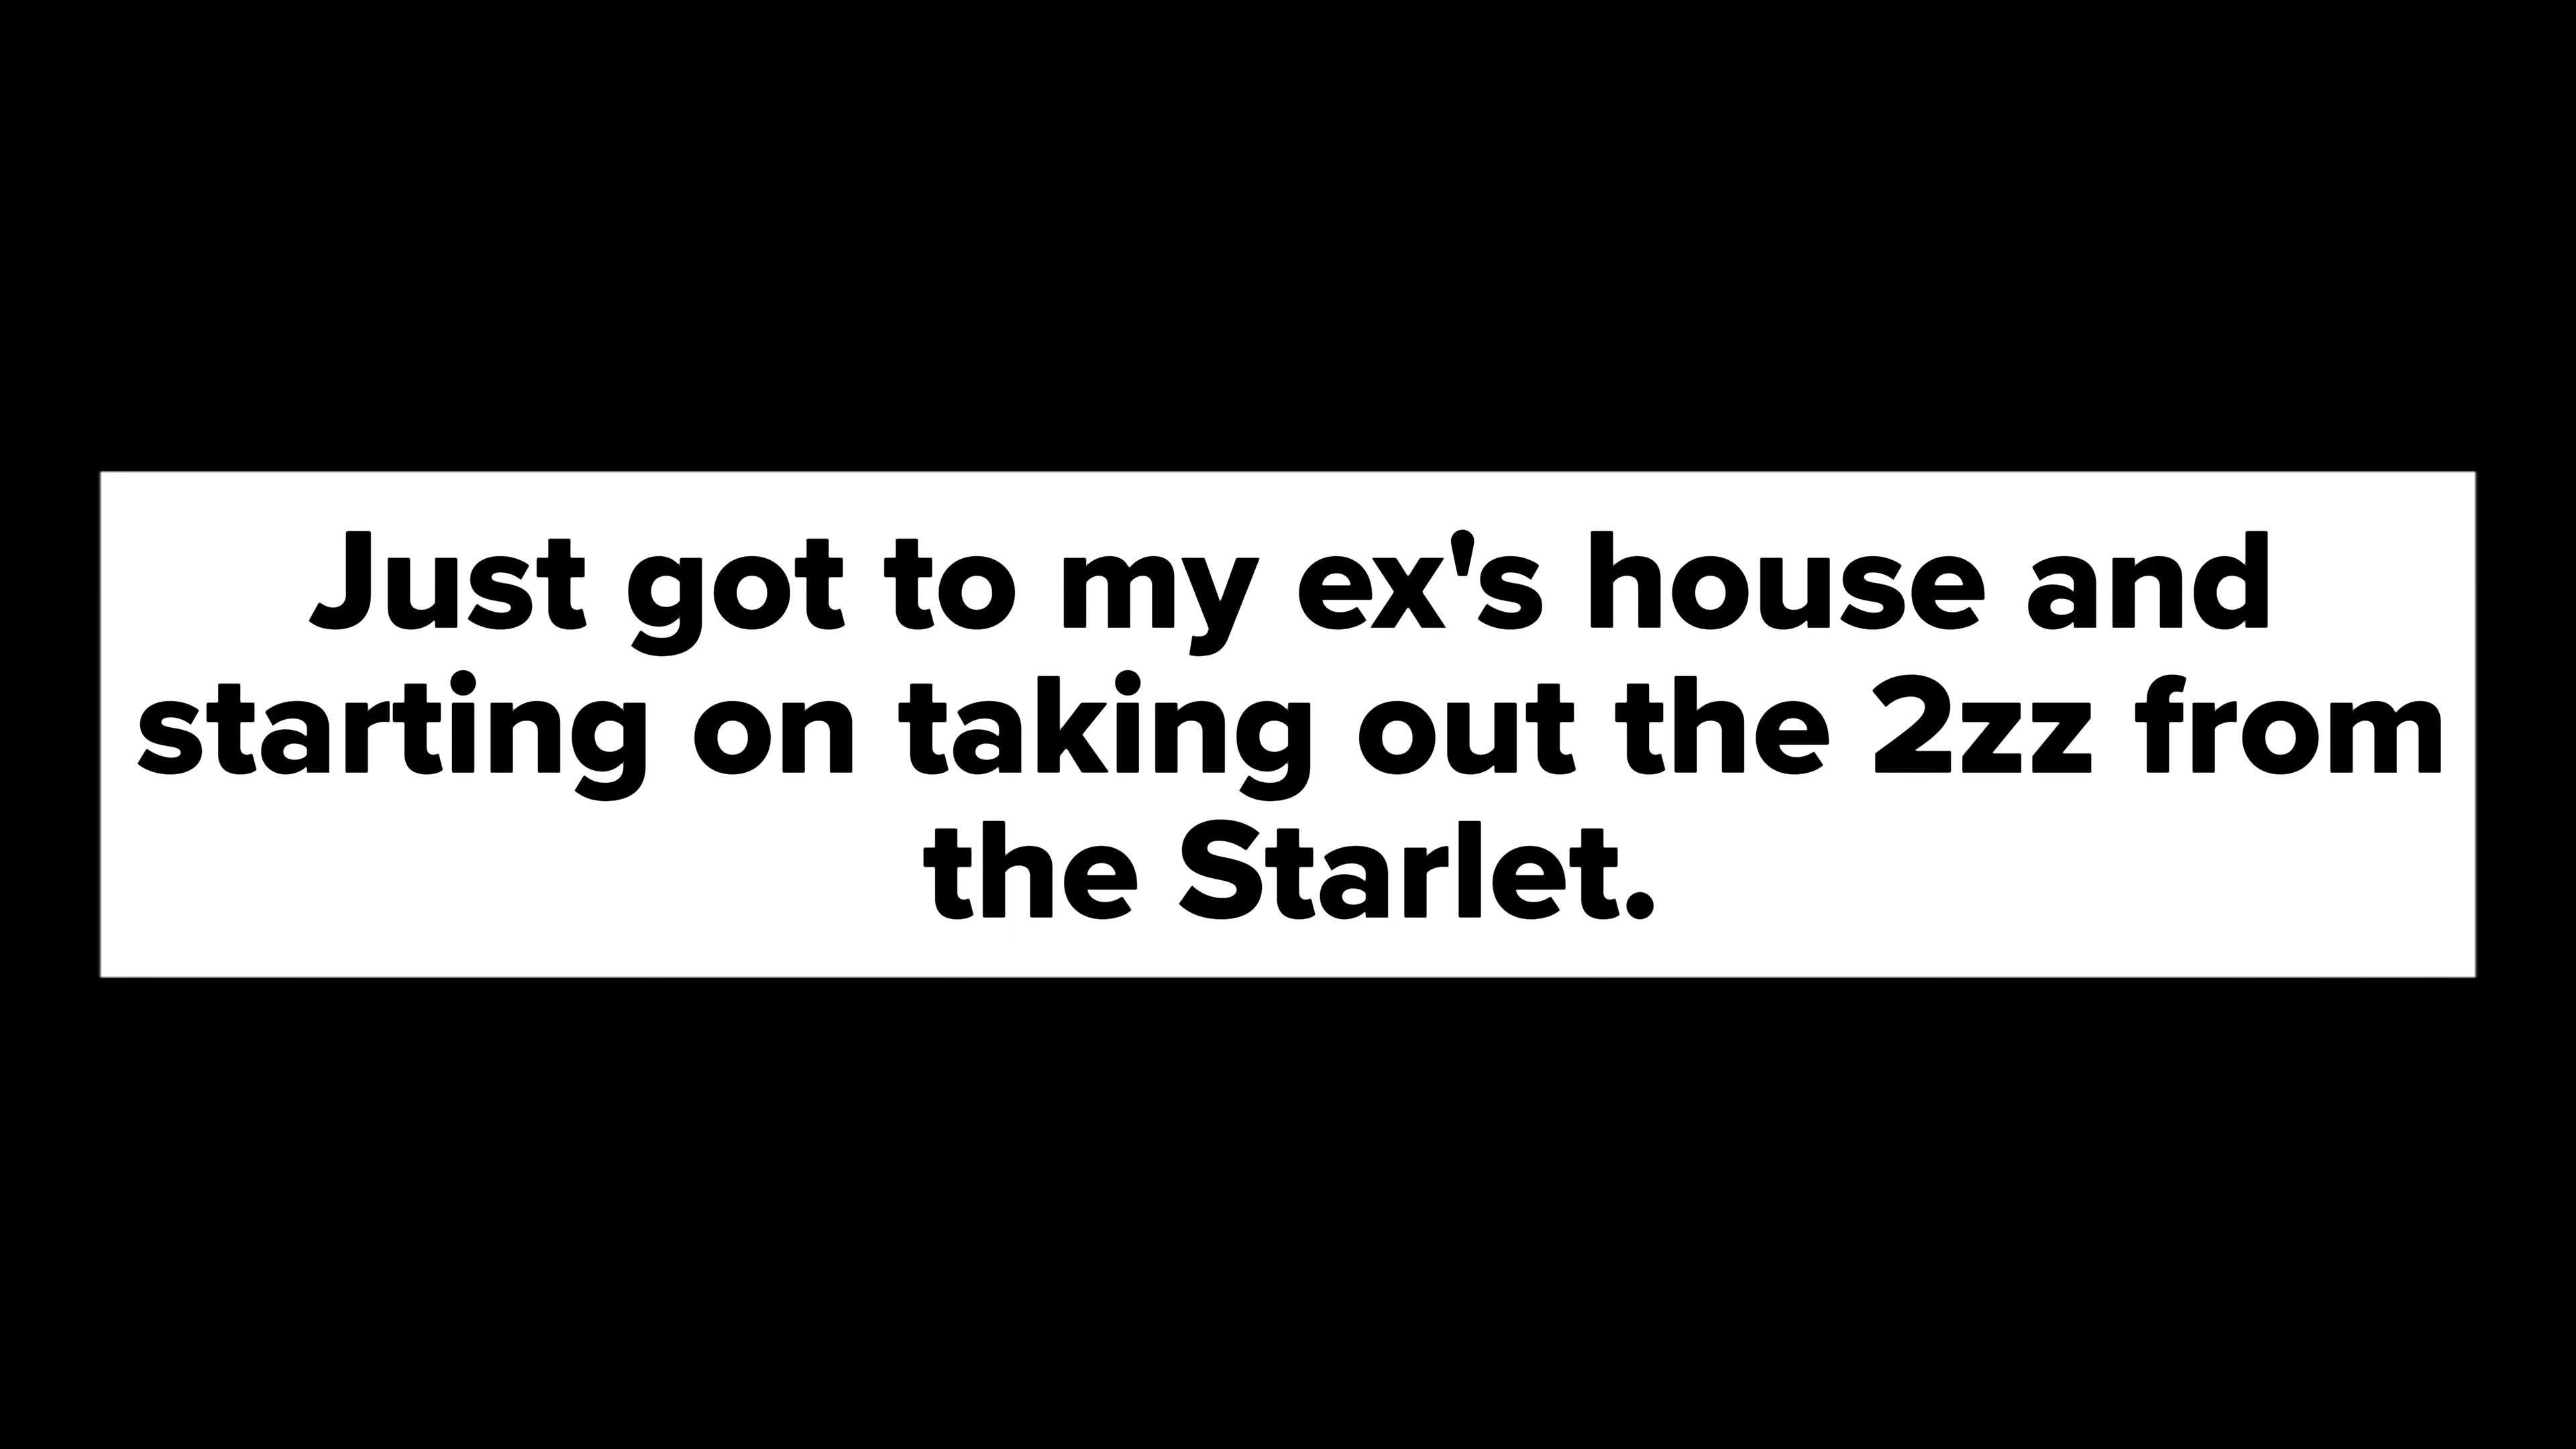 Just got to my ex's house and
starting on taking out the 2zz from
the Starlet.